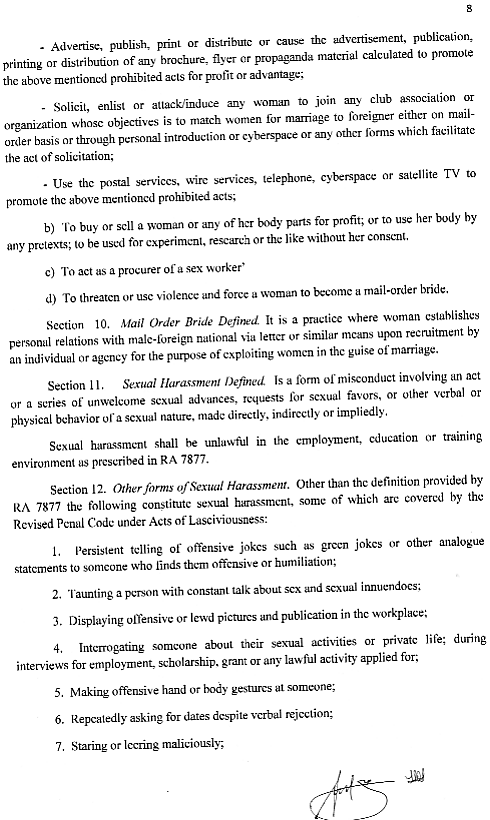 8
- Advertise, publish, print or distribute or cause the advertisement, publication,
printing or distribution of any brochure, flyer or propaganda material calculated to promote
the above mentioned prohibited acts for profit or advantage;
- Solicit, enlist or attack/induce any woman to join any club association or
organization whose objectives is to match women for marriage to foreigner either on mail-
order basis or through personal introduction or cyberspace or any other forms which facilitate
the act of solicitation;
- Use the postal services, wire services, telephone, cyberspace or satellite TV to
promote the above mentioned prohibited acts;
b) To buy or sell a woman or any of her body parts for profit; or to use her body by
any pretexts; to be used for experiment, research or the like without her consent.
c) To act as a procurer of a sex worker'
d) To threaten or use violence and force a woman to become a mail-order bride.
Section 10. Mail Order Bride Defined. It is a practice where woman establishes
personal relations with male-foreign national via letter or similar means upon recruitment by
an individual or agency for the purpose of exploiting women in the guise of marriage.
Section 11. Sexual Harassment Defined. Is a form of misconduct involving an act
or a series of unwelcome sexual advances, requests for sexual favors, or other verbal or
physical behavior of a sexual nature, made directly, indirectly or impliedly.
Sexual harassment shall be unlawful in the employment, education or training
environment as prescribed in RA 7877.
Section 12. Other forms of Sexual Harassment. Other than the definition provided by
RA 7877 the following constitute sexual harassment, some of which are covered by the
Revised Penal Code under Acts of Lasciviousness:
1. Persistent telling of offensive jokes such as green jokes or other analogue
statements to someone who finds them offensive or humiliation;
2. Taunting a person with constant talk about sex and sexual innuendoes;
3. Displaying offensive or lewd pictures and publication in the workplace;
4. Interrogating someone about their sexual activities or private life; during
interviews for employment, scholarship, grant or any lawful activity applied for;
5. Making offensive hand or body gestures at someone;
6. Repeatedly asking for dates despite verbal rejection;
7. Staring or leering maliciously;